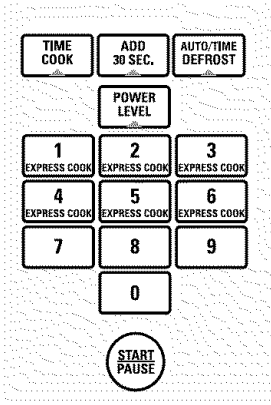 TIME ADD AUTO/TIME
COOK 30 SEC. DEFROST
POWER
LEVEL
1 2 3
EXPRESS COOK EXPRESS COOK EXPRESS COOK
4 5 6
EXPRESS COOK EXPRESS COOK EXPRESS COOK
7 8 9
0
START
PAUSE